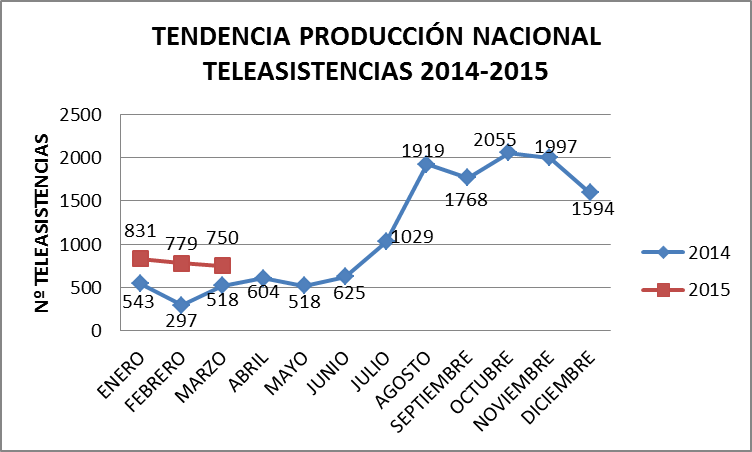 TENDENCIA PRODUCCIÓN NACIONAL
TELEASISTENCIAS 2014-2015
Nº TELEASISTENCIAS
2500
2000
1500
1000
500
0
831
779
750
543
297
518
604
518
625
1029
1919
1768
2055
1997
1594
2014
2015
ENERO
FEBRERO
MARZO
ABRIL
MAYO
JUNIO
JULIO
AGOSTO
SEPTIEMBRE
OCTUBRE
NOVIEMBRE
DICIEMBRE